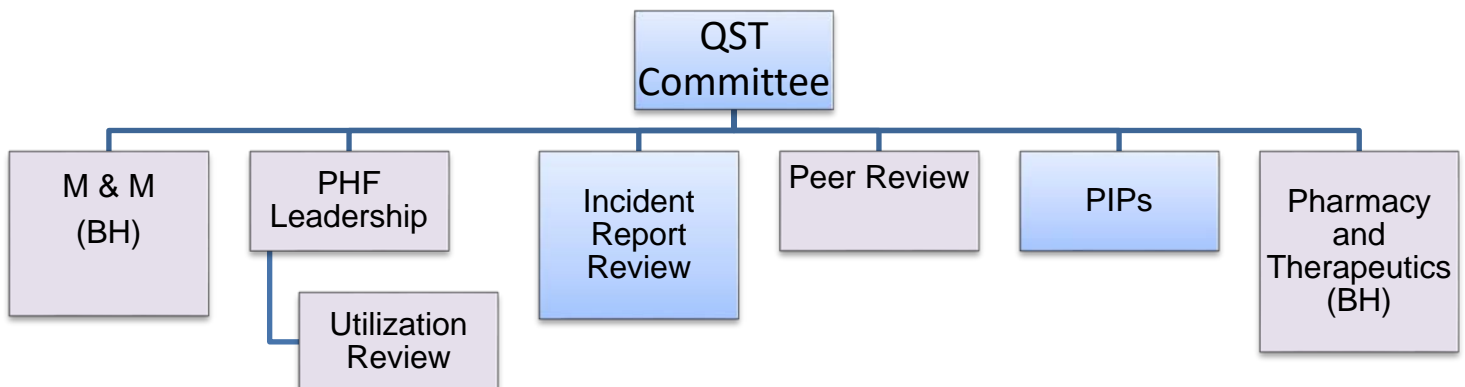 QST
Committee
M & M
(BH)
PHF
Leadership
Utilization
Review
Incident
Report
Review
Peer Review
PIPs
Pharmacy
and
Therapeutics
(BH)